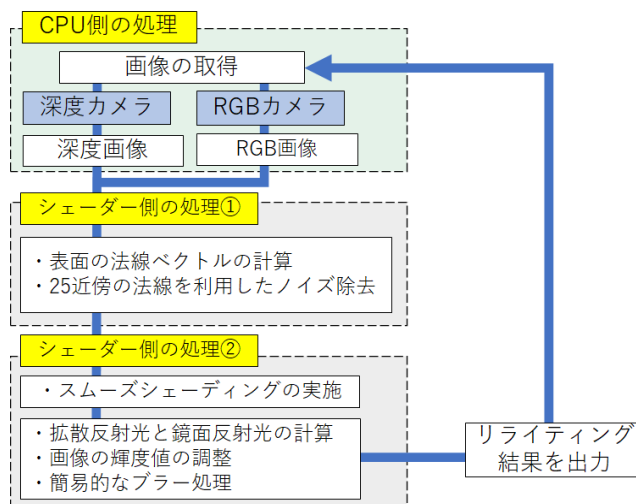 CPU側の処理
画像の取得
深度カメラ
RGBカメラ
深度画像
RGB画像
シェーダー側の処理①
・表面の法線ベクトルの計算
・25近傍の法線を利用したノイズ除去
シェーダー側の処理②
・スムーズシェーディングの実施
・拡散反射光と鏡面反射光の計算
・画像の輝度値の調整
・簡易的なブラー処理
リライティング
結果を出力